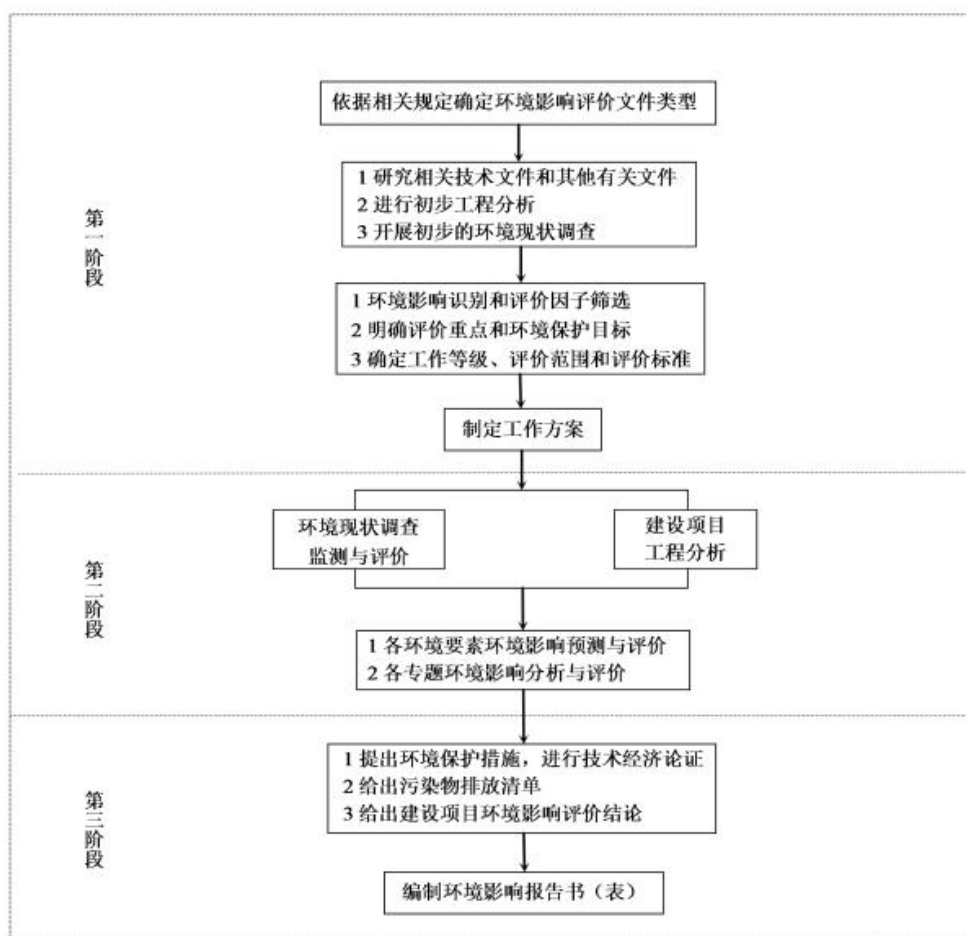 依据相关规定确定环境影响评价文件类型
1 研究相关技术文件和其他有关文件
2 进行初步工程分析
3 开展初步的环境现状调查
第一阶段
1 环境影响识别和评价因子筛选
2 明确评价重点和环境保护目标
3 确定工作等级、评价范围和评价标准
制定工作方案
环境现状调查
监测与评价
建设项目
工程分析
第二阶段
1 各环境要素环境影响预测与评价
2 各专题环境影响分析与评价
1 提出环境保护措施，进行技术经济论证
2 给出污染物排放清单
3 给出建设项目环境影响评价结论
第三阶段
编制环境影响报告书（表）